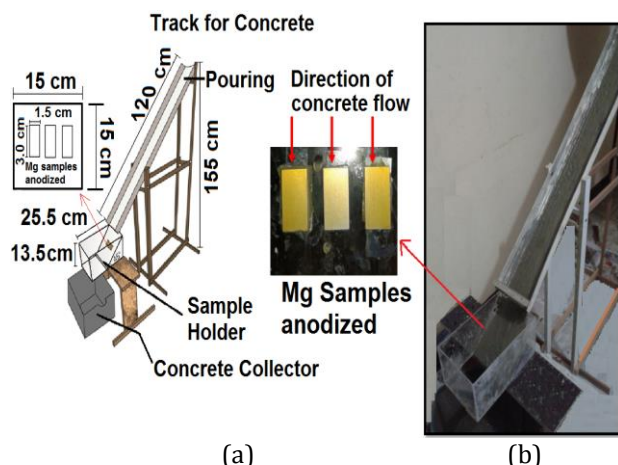 Track for Concrete
15 cm
1.5 cm
3.0 cm
Mg samples
anodized
15 cm
120 cm
Pouring
155 cm
25.5 cm
13.5cm
Sample
Holder
Concrete Collector
Direction of
concrete flow
Mg Samples
anodized
(a)
(b)